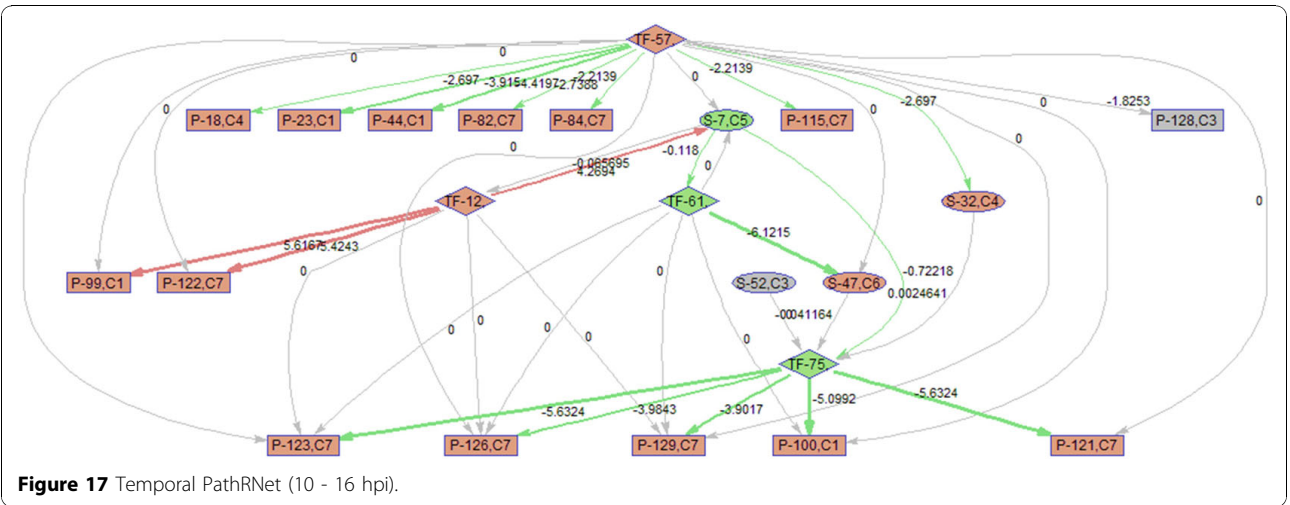 TF-57,
0
0
-2.697
-3.915
-4.4197
-2.7388
-2.2139
0
-2.2139
0
-2.697
0
0
-1.8253
0
P-18,C4
P-23,C1
P-44,C1
P-82,C7
P-84,C7
S-7,C5
P-115,C7
P-128,C3
0
-0.118
0
-0.085695
4.2694
TF-12,
TF-61,
S-32,C4
0
-6.1215
5.6167
5.4243
0
0
-0.72218
P-99,C1
P-122,C7
S-52,C3
S-47,C6
0.0024641
0
0
0
0
0
TF-75,
-5.6324
-3.9843
-3.9017
-5.0992
-5.6324
P-123,C7
P-126,C7
P-129,C7
P-100,C1
P-121,C7
Figure 17 Temporal PathRNet (10 - 16 hpi).